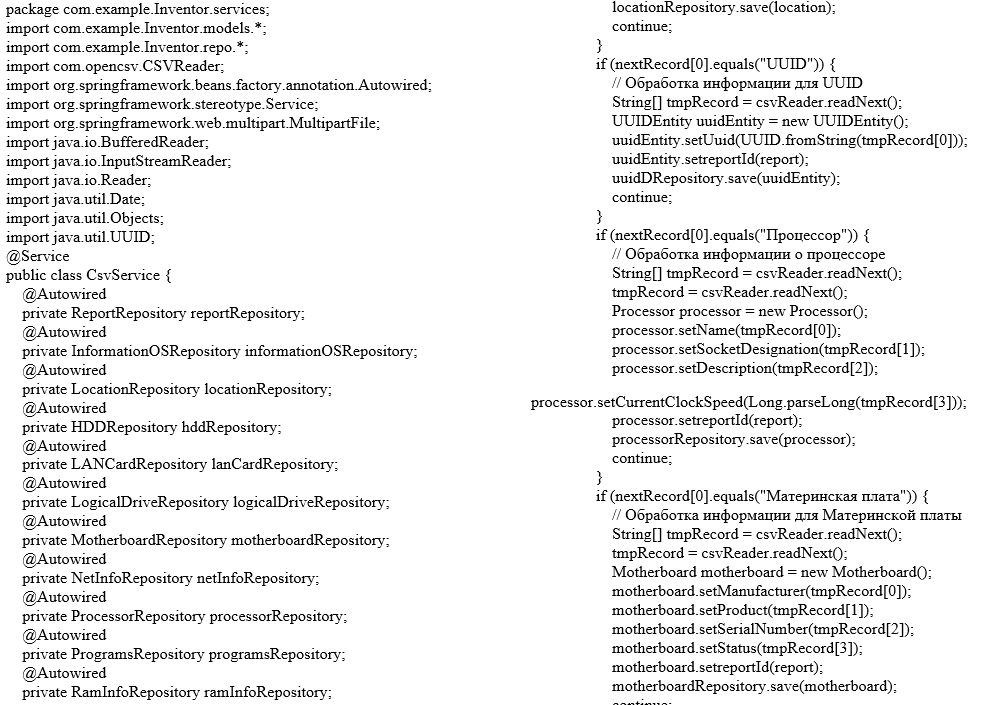 package com.example.Inventor.services;
import com.example.Inventor.models.*;
import com.example.Inventor.repo.*;
import com.opencsv.CSVReader;
import org.springframework.beans.factory.annotation.Autowired;
import org.springframework.stereotype.Service;
import org.springframework.web.multipart.MultipartFile;
import java.io.BufferedReader;
import java.io.InputStreamReader;
import java.io.Reader;
import java.util.Date;
import java.util.Objects;
import java.util.UUID;
@Service
public class CsvService {
@Autowired
private ReportRepository reportRepository;
@Autowired
private InformationOSRepository informationOSRepository;
@Autowired
private LocationRepository locationRepository;
@Autowired
private HDDRepository hddRepository;
@Autowired
private LANCardRepository lanCardRepository;
@Autowired
private LogicalDriveRepository logicalDriveRepository;
@Autowired
private MotherboardRepository motherboardRepository;
@Autowired
private NetInfoRepository netInfoRepository;
@Autowired
private ProcessorRepository processorRepository;
@Autowired
private ProgramsRepository programsRepository;
@Autowired
private RamInfoRepository ramInfoRepository;
locationRepository.save(location);
continue;
}
if (nextRecord[0].equals("UUID")) {
// Обработка информации для UUID
String[] tmpRecord = csvReader.readNext();
UUIDEntity uuidEntity = new UUIDEntity();
uuidEntity.setUuid(UUID.fromString(tmpRecord[0]));
uuidEntity.setreportId(report);
uuidDRepository.save(uuidEntity);
continue;
}
if (nextRecord[0].equals("Процессор")) {
// Обработка информации о процессоре
String[] tmpRecord = csvReader.readNext();
tmpRecord = csvReader.readNext();
Processor processor = new Processor();
processor.setName(tmpRecord[0]);
processor.setSocketDesignation(tmpRecord[1]);
processor.setDescription(tmpRecord[2]);
processor.setCurrentClockSpeed(Long.parseLong(tmpRecord[3]));
processor.setreportId(report);
processorRepository.save(processor);
continue;
}
if (nextRecord[0].equals("Материнская плата")) {
// Обработка информации для Материнской платы
String[] tmpRecord = csvReader.readNext();
tmpRecord = csvReader.readNext();
Motherboard motherboard = new Motherboard();
motherboard.setManufacturer(tmpRecord[0]);
motherboard.setProduct(tmpRecord[1]);
motherboard.setSerialNumber(tmpRecord[2]);
motherboard.setStatus(tmpRecord[3]);
motherboard.setreportId(report);
motherboardRepository.save(motherboard);
continue;